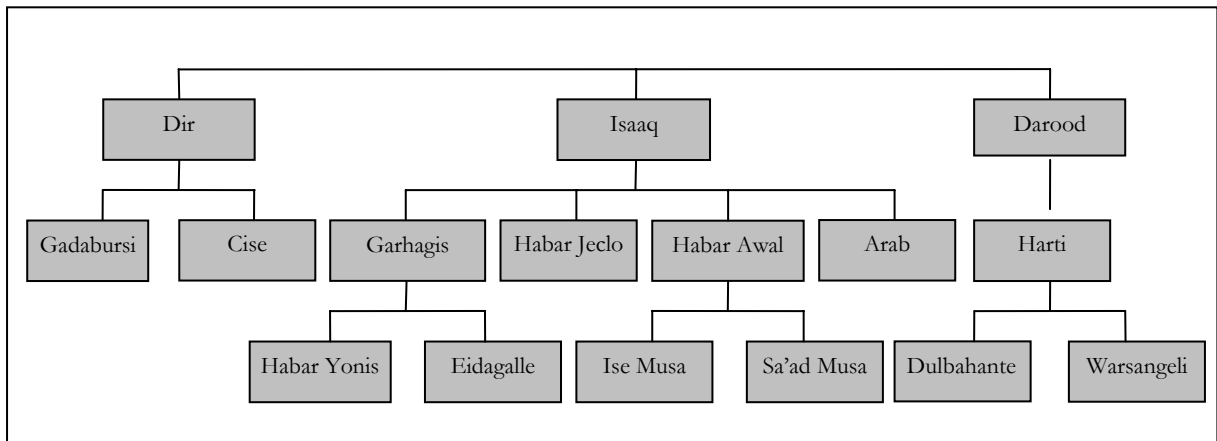 Dir
Isaaq
Darood
Gadabursi
Cise
Garhagis
Habar Jeclo
Habar Awal
Arab
Harti
Habar Yonis
Eidagalle
Ise Musa
Sa'ad Musa
Dulbahante
Warsangeli